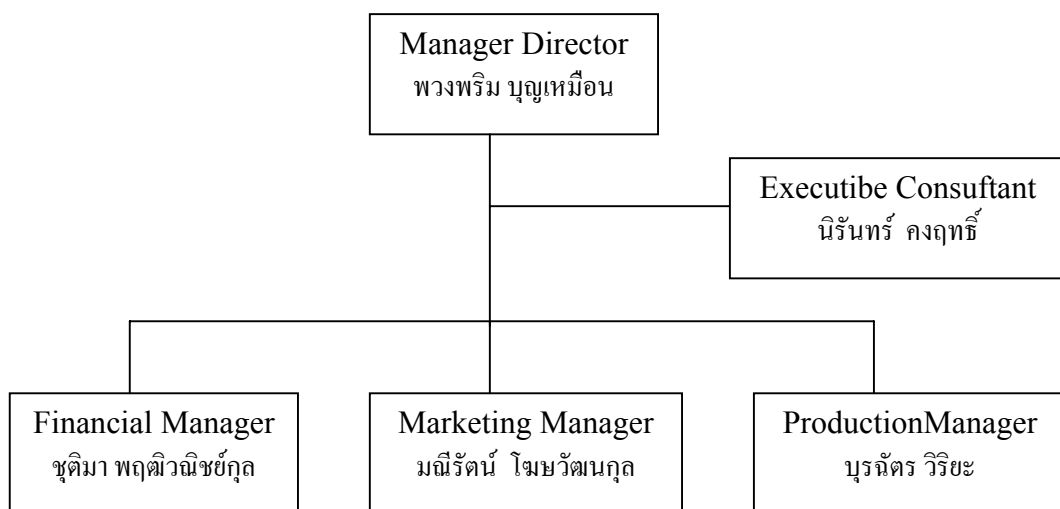 Manager Director
พวงพริม บุญเหมือน
Executibe Consuftant
นิรันทร์ คงฤทธิ์
Financial Manager
ชุติมา พฤฒิวณิชย์กุล
Marketing Manager
มณีรัตน์ โฆษวัฒนกุล
ProductionManager
บุรฉัตร วิริยะ